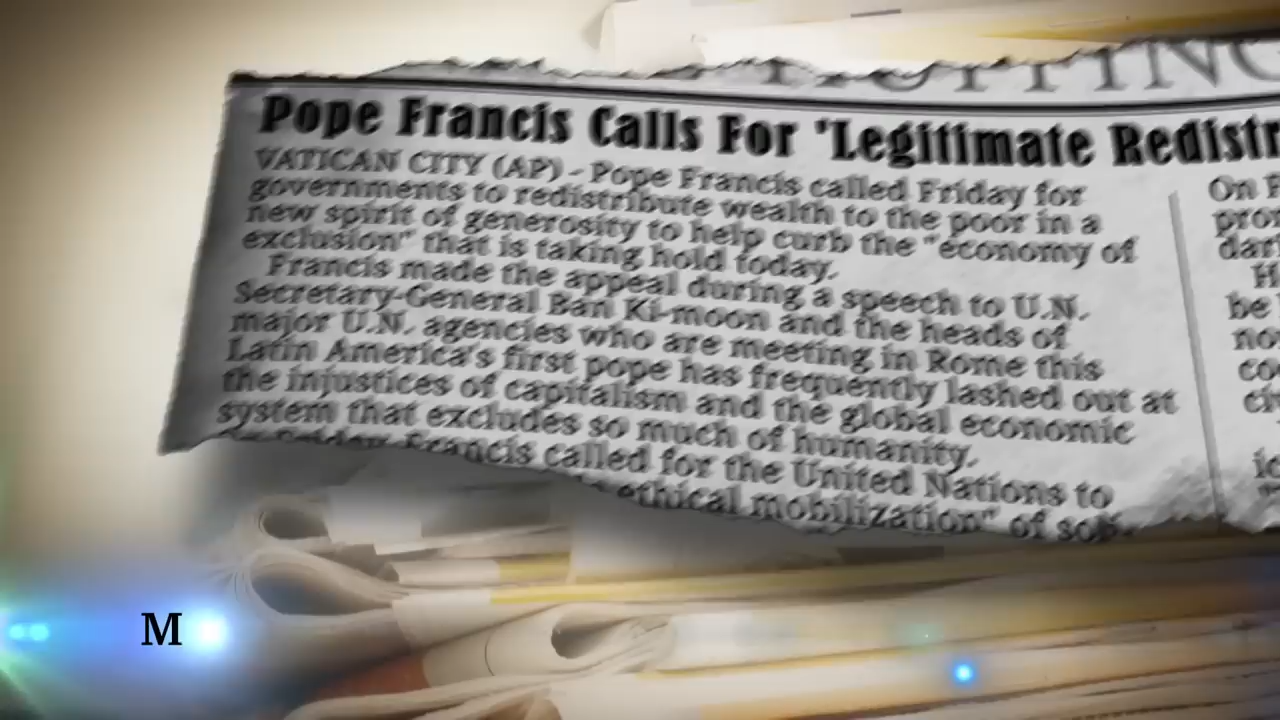 Pope Francis Calls For 'Legitimate Redistr
VATICAN CITY (AP) - Pope Francis called Friday for
governments to redistribute wealth to the poor in a
new spirit of generosity to help curb the "economy of
exclusion" that is taking hold today.
Francis made the appeal during a speech to U.N.
Secretary-General Ban Ki-moon and the heads of
major U.N. agencies who are meeting in Rome this
Latin America's first pope has frequently lashed out at
the injustices of capitalism and the global economic
system that excludes so much of humanity.
Friday, Francis called for the United Nations to
ethical mobilization" of
On
be
M